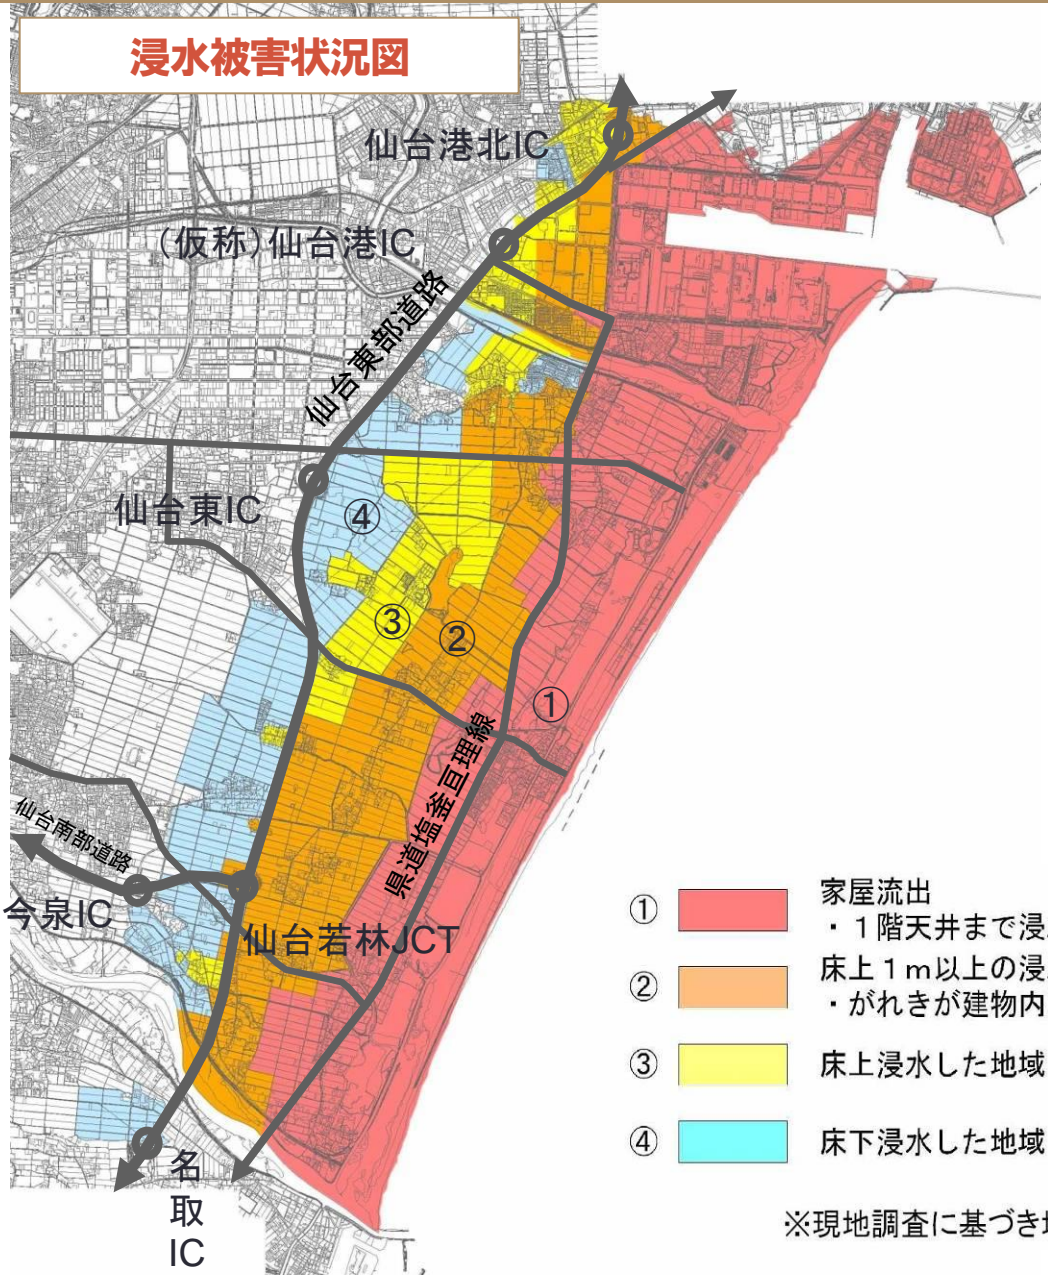 浸水被害状況図
仙台港北IC
(仮称)仙台港IC
仙台東部道路
仙台東IC
④
③
②
①
県道塩釜亘理線
仙台南部道路
今泉IC
仙台若林JCT
名取IC
① 家屋流出
・１階天井まで浸
② 床上１ｍ以上の浸
・がれきが建物内
③ 床上浸水した地域
④ 床下浸水した地域
※現地調査に基づき